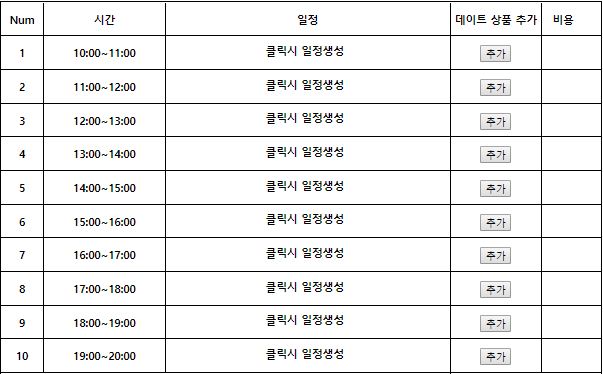 Num 시간 일정 데이트 상품 추가 비용
1 10:00~11:00 클릭시 일정생성 추가
2 11:00~12:00 클릭시 일정생성 추가
3 12:00~13:00 클릭시 일정생성 추가
4 13:00~14:00 클릭시 일정생성 추가
5 14:00~15:00 클릭시 일정생성 추가
6 15:00~16:00 클릭시 일정생성 추가
7 16:00~17:00 클릭시 일정생성 추가
8 17:00~18:00 클릭시 일정생성 추가
9 18:00~19:00 클릭시 일정생성 추가
10 19:00~20:00 클릭시 일정생성 추가